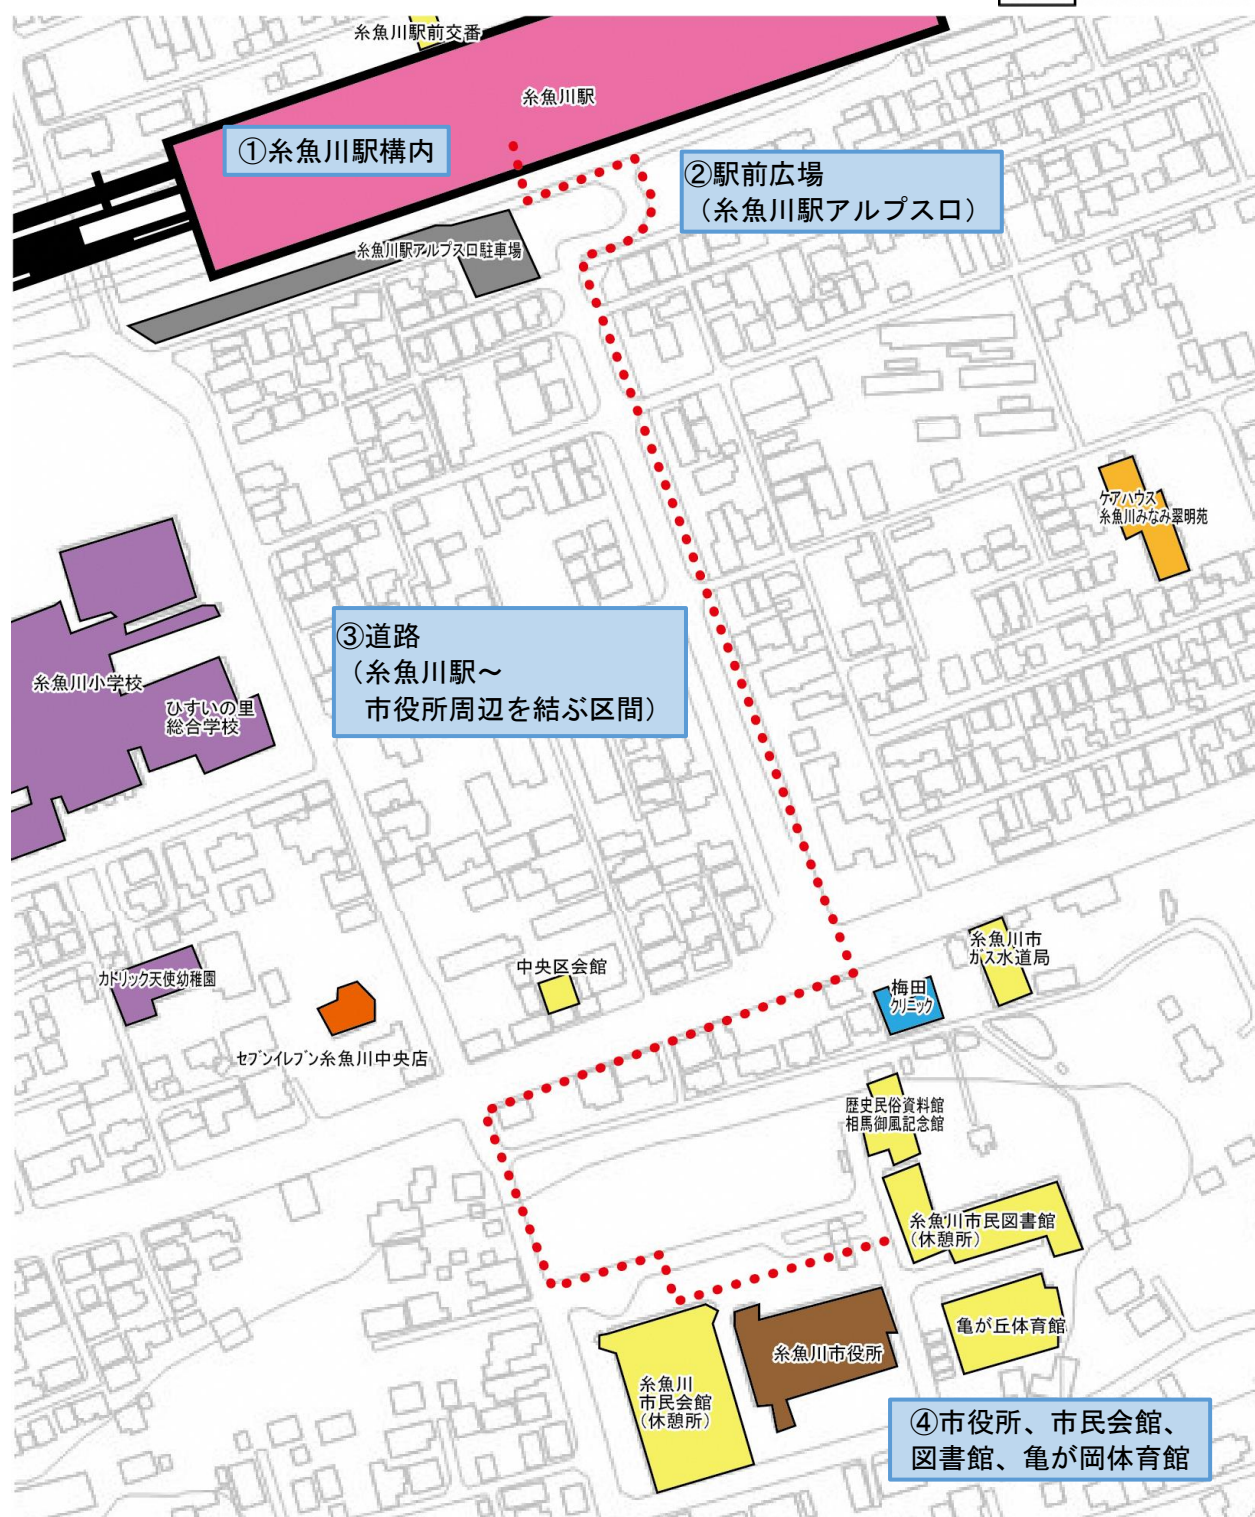 糸魚川駅前交番
糸魚川駅
①糸魚川駅構内
②駅前広場
（糸魚川駅アルプス口）
糸魚川駅アルプス口駐車場
ケアハウス
糸魚川みなみ翠明苑
③道路
（糸魚川駅～
市役所周辺を結ぶ区間）
糸魚川小学校
ひすいの里
総合学校
カトリック天使幼稚園
セブンイレブン糸魚川中央店
中央区会館
糸魚川市
ガス水道局
梅田
クリニック
歴史民俗資料館
相馬御風記念館
糸魚川市民図書館
（休憩所）
亀が丘体育館
糸魚川市役所
糸魚川
市民会館
（休憩所）
④市役所、市民会館、
図書館、亀が岡体育館